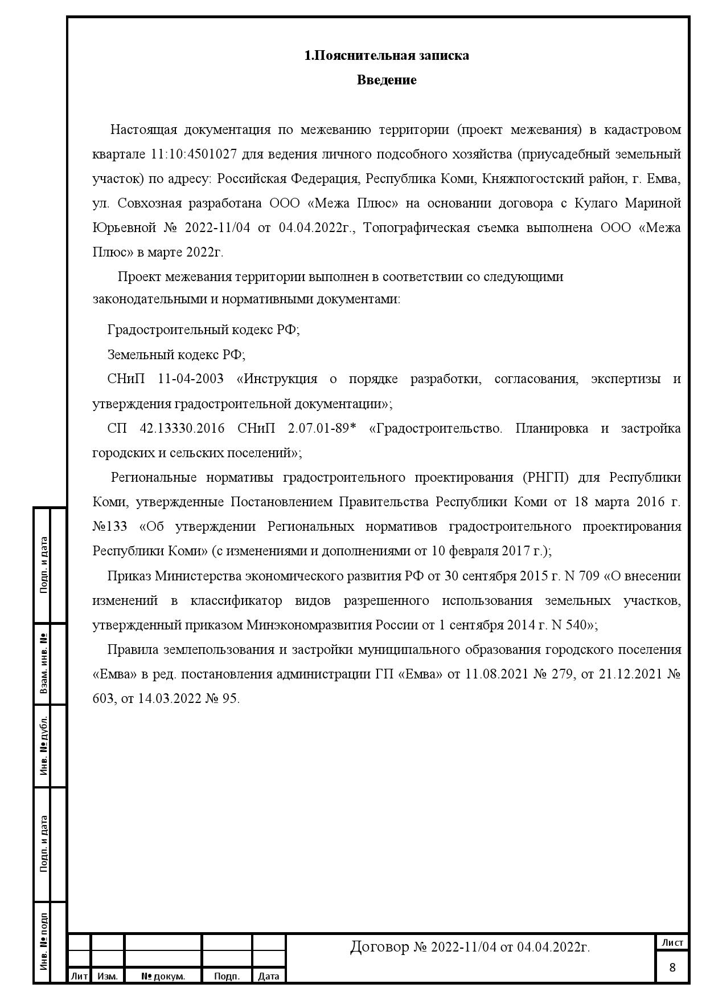 1.Пояснительная записка
Введение
Настоящая документация по межеванию территории (проект межевания) в кадастровом
квартале 11:10:4501027 для ведения личного подсобного хозяйства (приусадебный земельный
участок) по адресу: Российская Федерация, Республика Коми, Княжпогостский район, г. Емва,
ул. Совхозная разработана ООО «Межа Плюс» на основании договора с Кулаго Мариной
Юрьевной № 2022-11/04 от 04.04.2022г., Топографическая съемка выполнена ООО «Межа
Плюс» в марте 2022г.
Проект межевания территории выполнен в соответствии со следующими
законодательными и нормативными документами:
Градостроительный кодекс РФ;
Земельный кодекс РФ;
СНиП 11-04-2003 «Инструкция о порядке разработки, согласования, экспертизы и
утверждения градостроительной документации»;
СП 42.13330.2016 СНиП 2.07.01-89* «Градостроительство. Планировка и застройка
городских и сельских поселений»;
Региональные нормативы градостроительного проектирования (РНГП) для Республики
Коми, утвержденные Постановлением Правительства Республики Коми от 18 марта 2016 г.
№133 «Об утверждении Региональных нормативов градостроительного проектирования
Республики Коми» (с изменениями и дополнениями от 10 февраля 2017 г.);
Приказ Министерства экономического развития РФ от 30 сентября 2015 г. N 709 «О внесении
изменений в классификатор видов разрешенного использования земельных участков,
утвержденный приказом Минэкономразвития России от 1 сентября 2014 г. N 540»;
Правила землепользования и застройки муниципального образования городского поселения
«Емва» в ред. постановления администрации ГП «Емва» от 11.08.2021 № 279, от 21.12.2021 №
603, от 14.03.2022 № 95.
Подп. и дата
Взам. инв. №
Инв. № дубл.
Подп. и дата
Инв. № подп
Договор № 2022-11/04 от 04.04.2022г.
Лист
8
Лит Изм. № докум. Подп. Дата